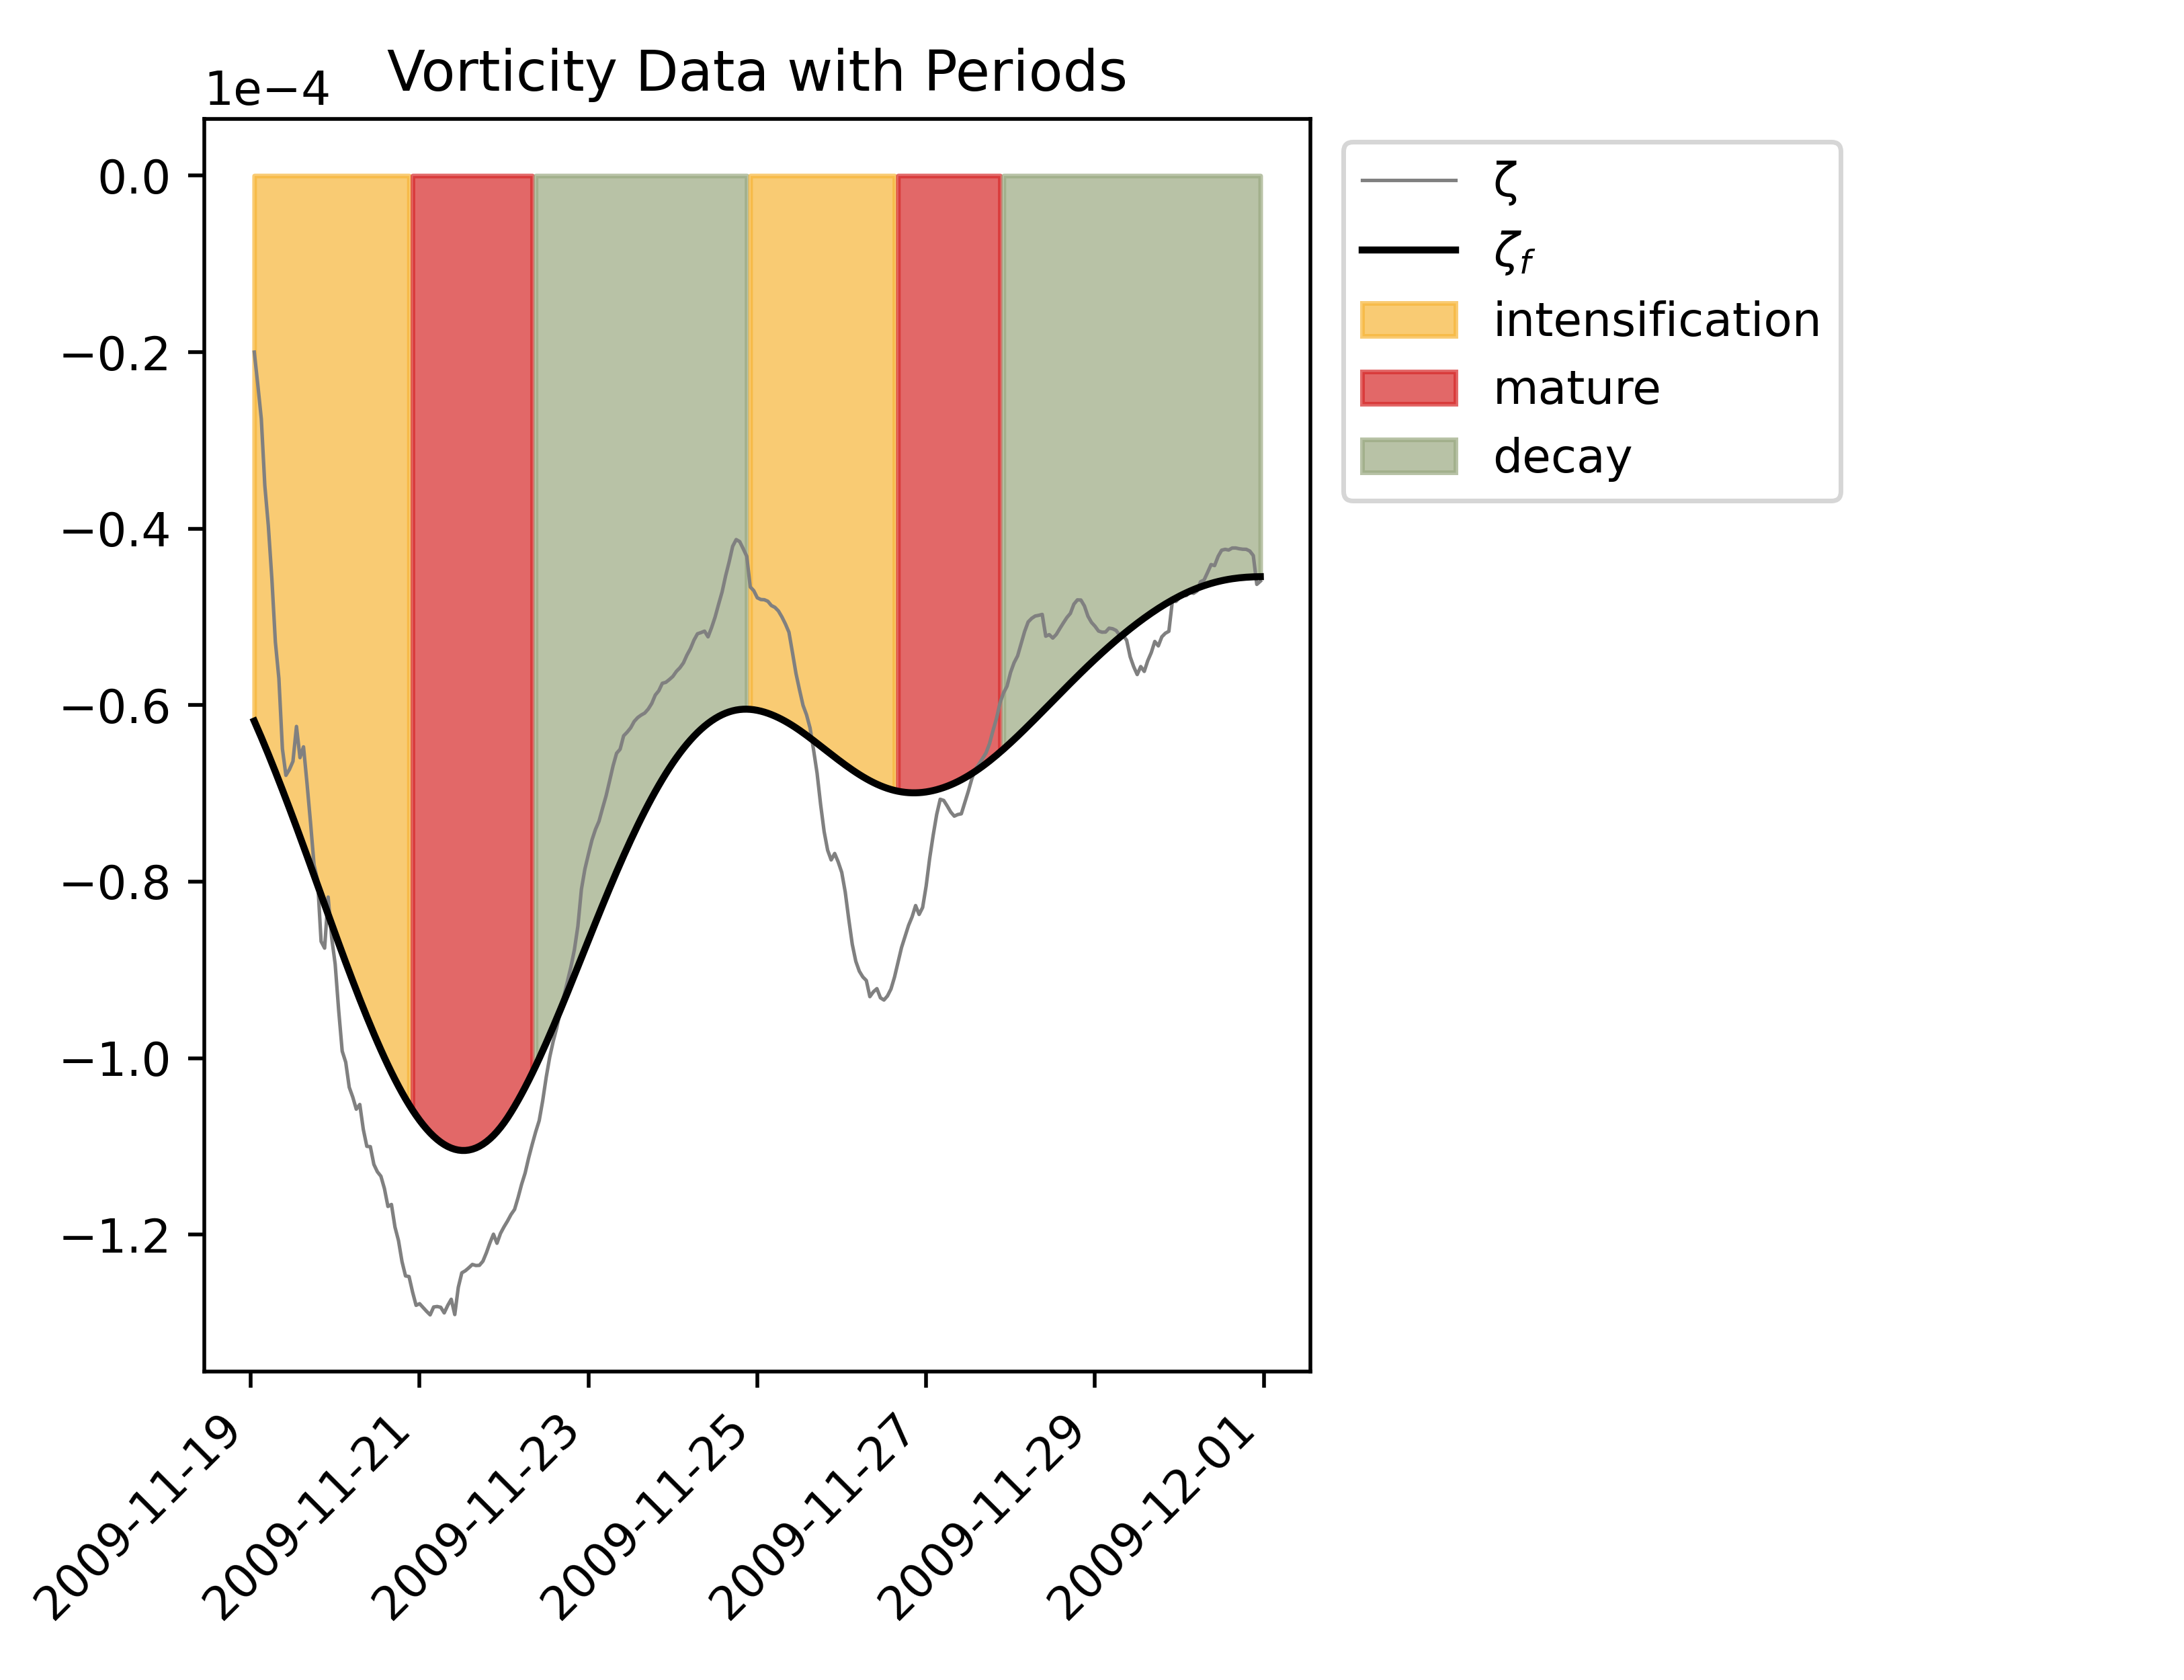 Vorticity Data with Periods
1e−4
0.0
−0.2
−0.4
−0.6
−0.8
−1.0
−1.2
2009-11-19
2009-11-21
2009-11-23
2009-11-25
2009-11-27
2009-11-29
2009-12-01
ζ
ζf
intensification
mature
decay